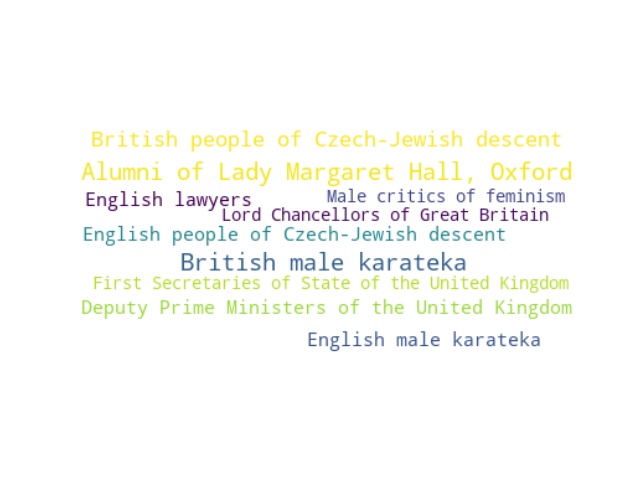 British people of Czech-Jewish descent
Alumni of Lady Margaret Hall, Oxford
English lawyers
Male critics of feminism
Lord Chancellors of Great Britain
English people of Czech-Jewish descent
British male karateka
First Secretaries of State of the United Kingdom
Deputy Prime Ministers of the United Kingdom
English male karateka